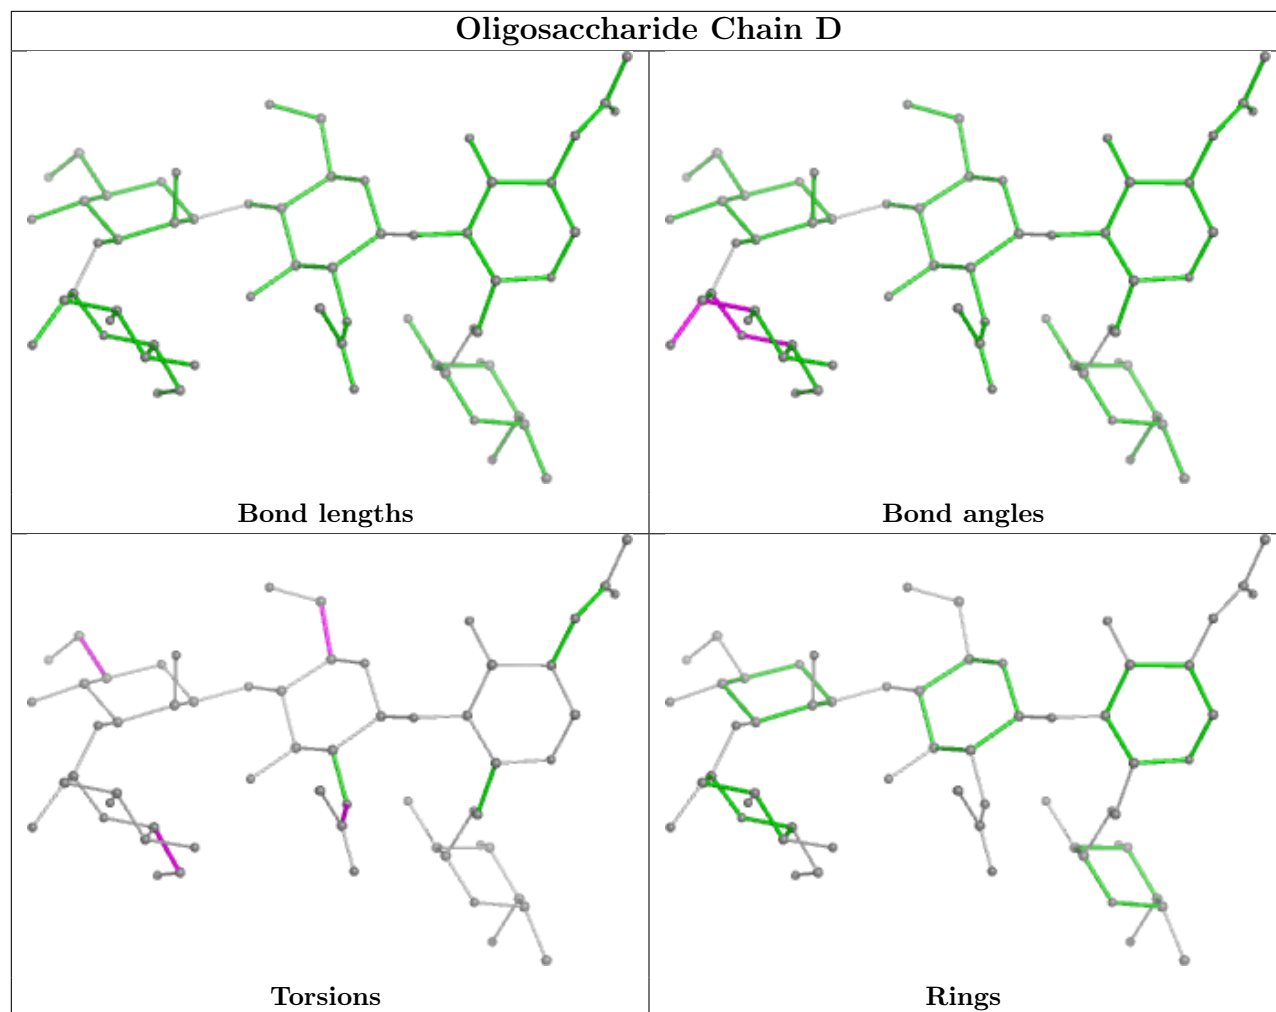 Oligosaccharide Chain D
Bond lengths
Bond angles
Torsions
Rings